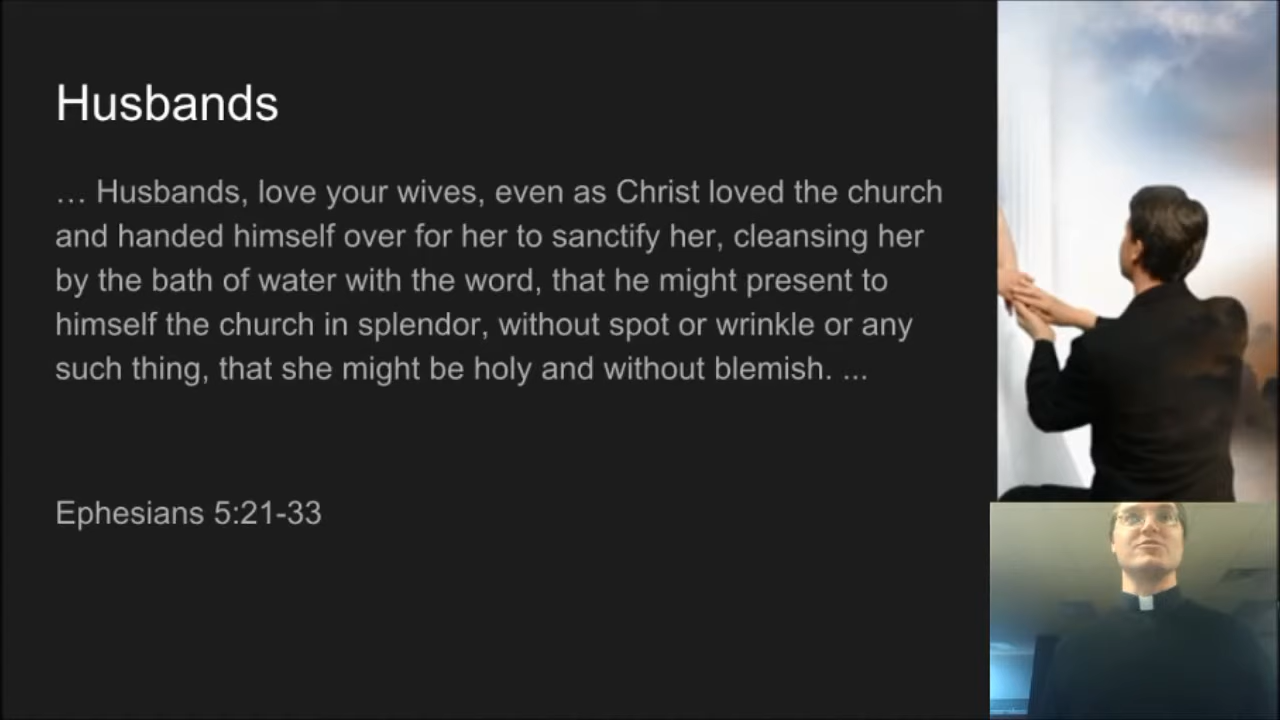 Husbands
… Husbands, love your wives, even as Christ loved the church
and handed himself over for her to sanctify her, cleansing her
by the bath of water with the word, that he might present to
himself the church in splendor, without spot or wrinkle or any
such thing, that she might be holy and without blemish. ...
Ephesians 5:21-33